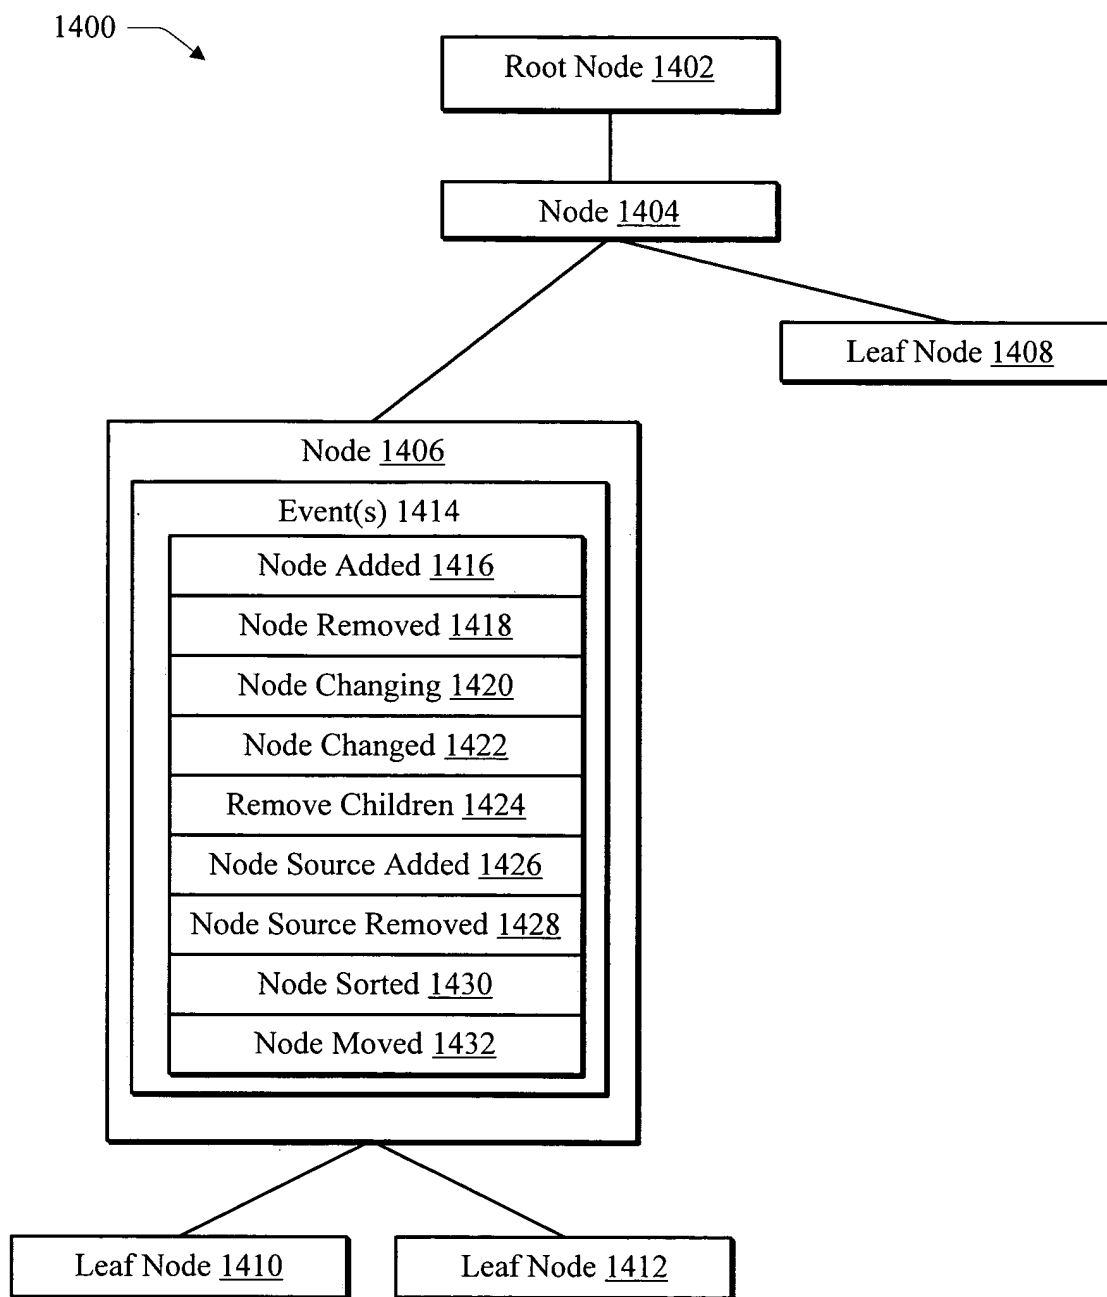 1400
Root Node 1402
Node 1404
Leaf Node 1408
Node 1406
Event(s) 1414
Node Added 1416
Node Removed 1418
Node Changing 1420
Node Changed 1422
Remove Children 1424
Node Source Added 1426
Node Source Removed 1428
Node Sorted 1430
Node Moved 1432
Leaf Node 1410
Leaf Node 1412